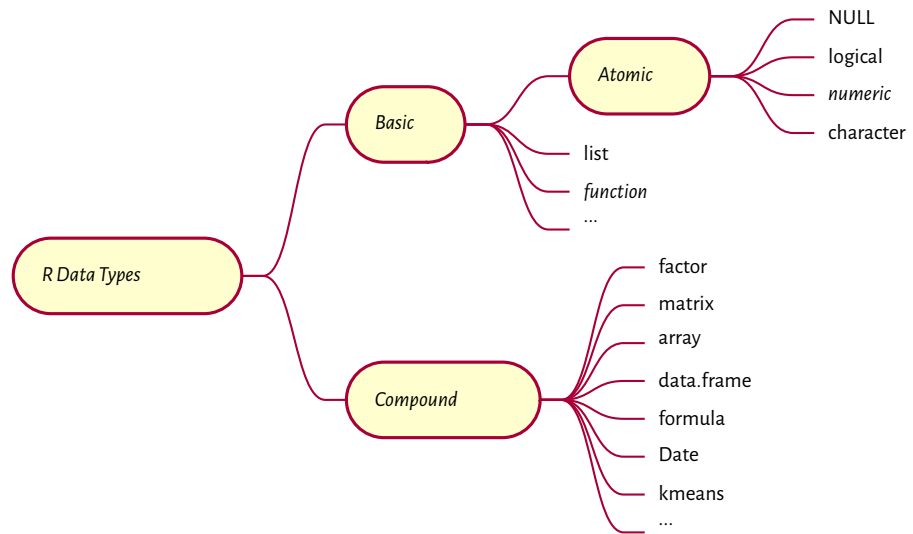 R Data Types
Basic
Atomic
NULL
logical
numeric
character
list
function
...
Compound
factor
matrix
array
data.frame
formula
Date
kmeans
...